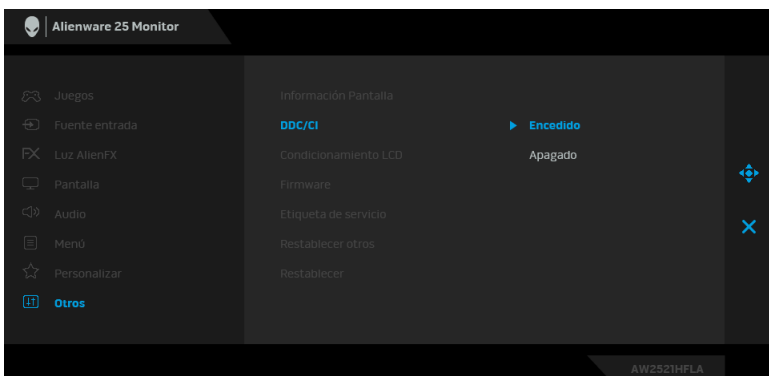 Alienware 25 Monitor
Juegos
Fuente entrada
FX Luz AlienFX
Pantalla
Audio
Menú
Personalizar
Otros
Información Pantalla
DDC/CI
Condicionamiento LCD
Firmware
Etiqueta de servicio
Restablecer otros
Restablecer
Encedido
Apagado
AW2521HFLA